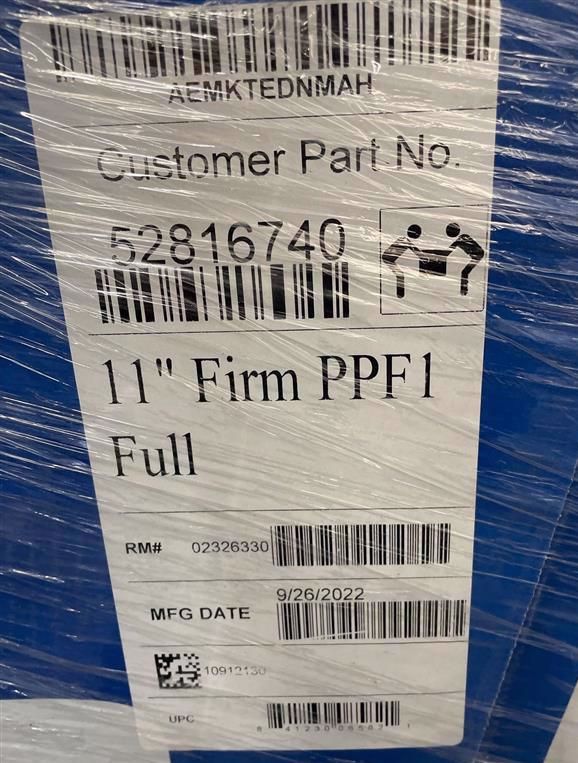 AEMKTEDNMAH
Customer Part No.
52816740
11" Firm PPF1
Full
RM# 02326330
9/26/2022
MFG DATE
10912130
UPC